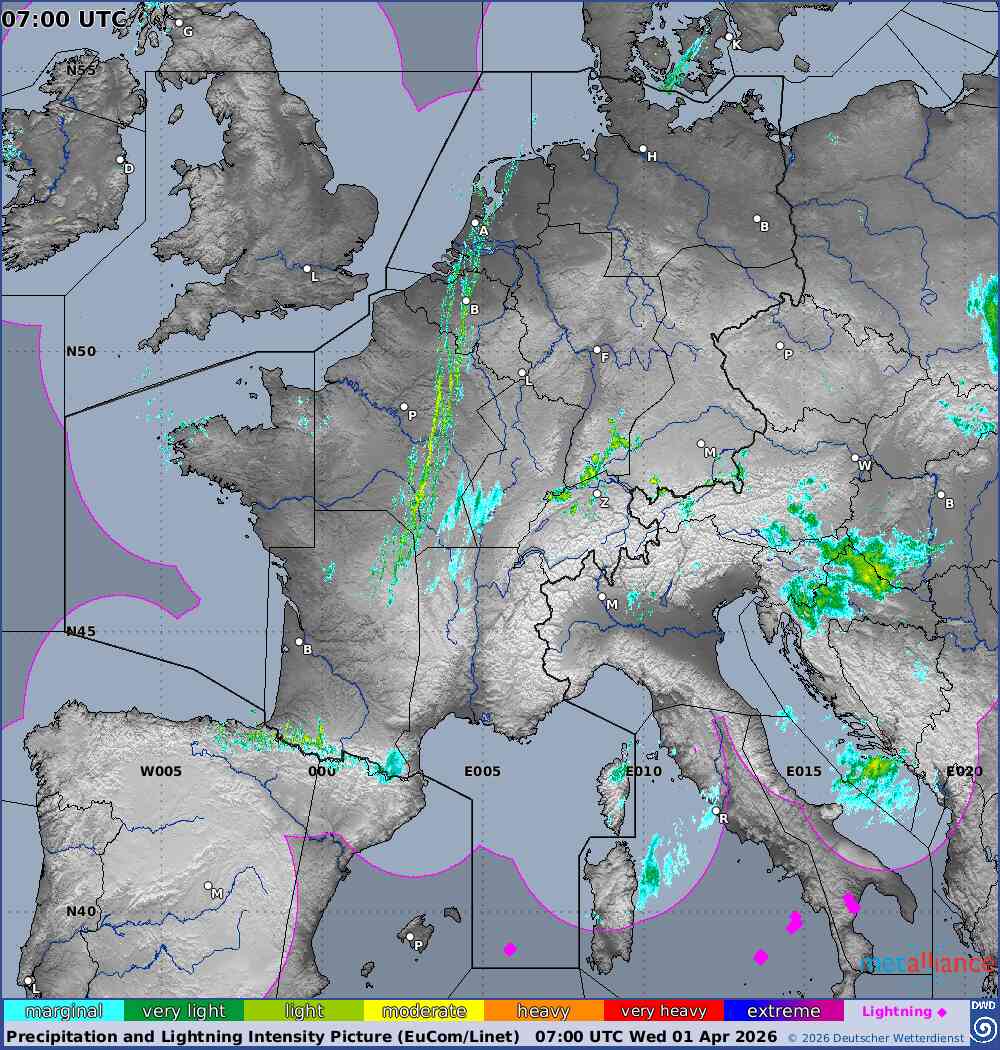 07:00 UTC
G
K
N55
D
H
A
B
L
B
N50
F
P
L
P
M
W
Z
B
M
N45
B
W005
000
E005
E010
E015
E020
R
M
N40
P
metalliance
L
marginal very light light moderate heavy very heavy extreme Lightning ◆
DWD
Precipitation and Lightning Intensity Picture (EuCom/Linet) 07:00 UTC Wed 01 Apr 2026 © 2026 Deutscher Wetterdienst